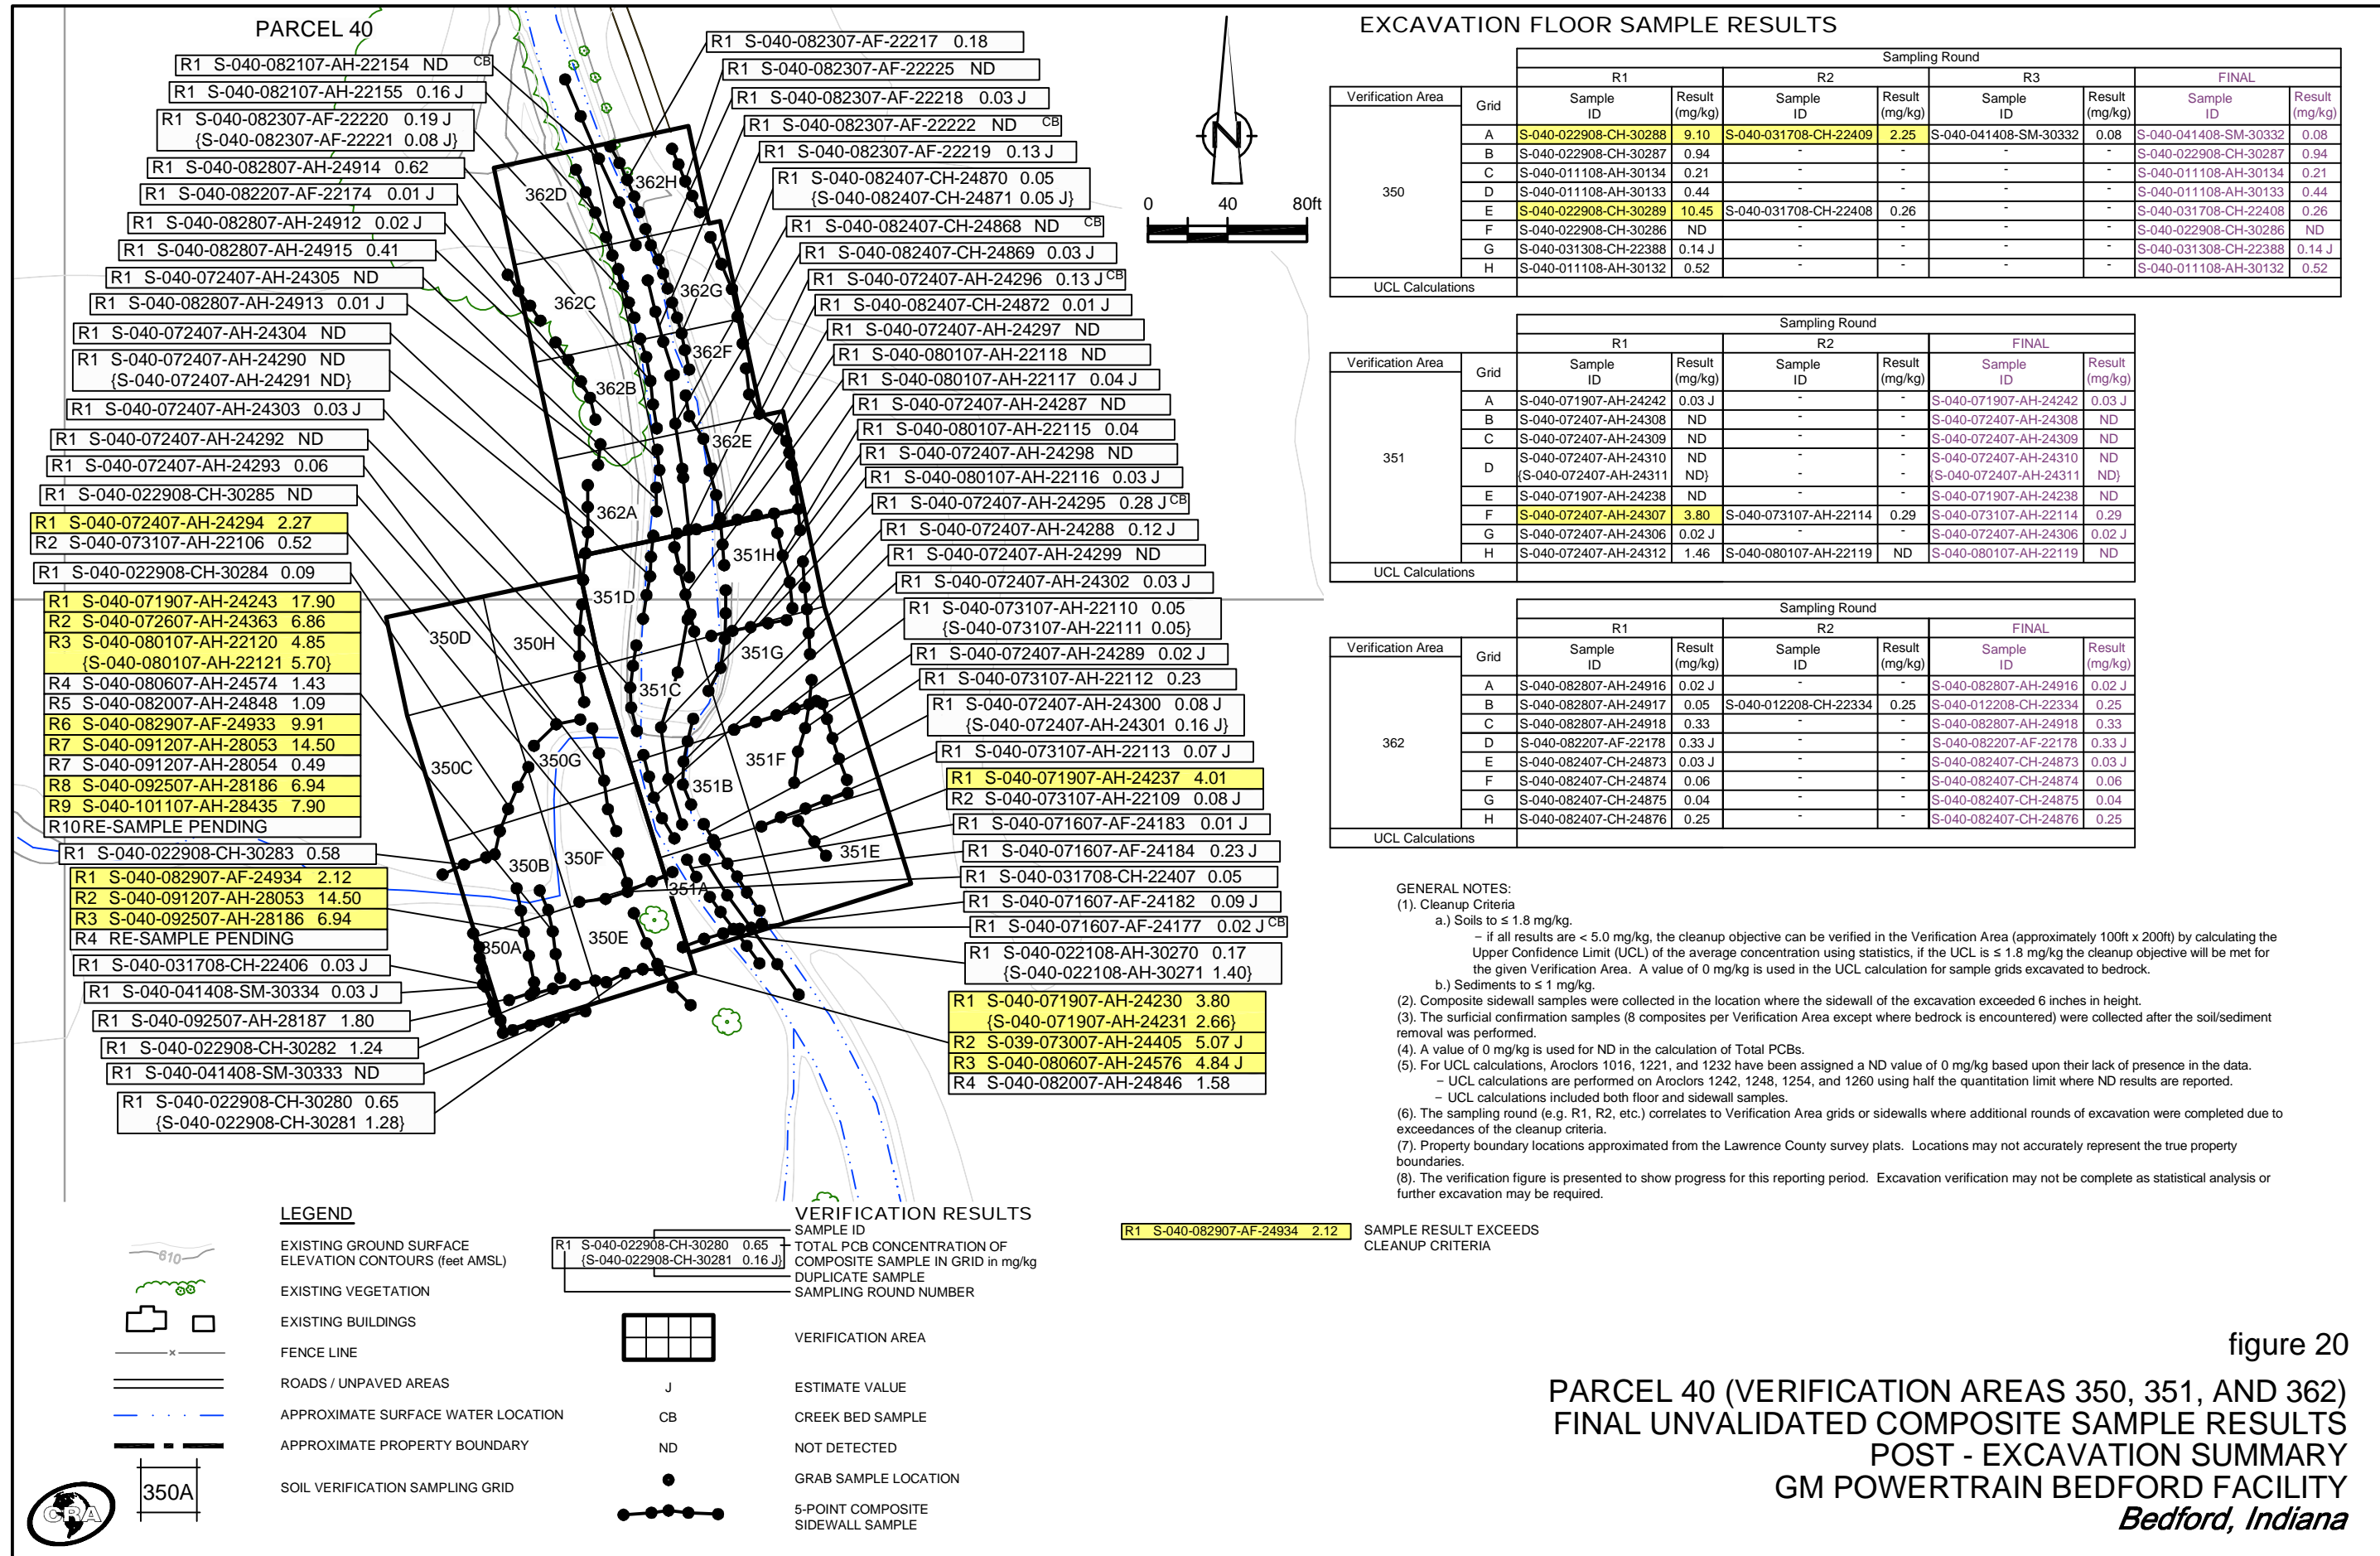 PARCEL 40
R1 S-040-082107-AH-22154 ND CB
R1 S-040-082107-AH-22155 0.16 J
R1 S-040-082307-AF-22220 0.19 J
{S-040-082307-AF-22221 0.08 J}
R1 S-040-082807-AH-24914 0.62
R1 S-040-082207-AF-22174 0.01 J
R1 S-040-082807-AH-24912 0.02 J
R1 S-040-082807-AH-24915 0.41
R1 S-040-072407-AH-24305 ND
R1 S-040-082807-AH-24913 0.01 J
R1 S-040-072407-AH-24304 ND
R1 S-040-072407-AH-24290 ND
{S-040-072407-AH-24291 ND}
R1 S-040-072407-AH-24303 0.03 J
R1 S-040-072407-AH-24292 ND
R1 S-040-072407-AH-24293 0.06
R1 S-040-022908-CH-30285 ND
R1 S-040-072407-AH-24294 2.27
R2 S-040-073107-AH-22106 0.52
R1 S-040-022908-CH-30284 0.09
R1 S-040-071907-AH-24243 17.90
R2 S-040-072607-AH-24363 6.86
R3 S-040-080107-AH-22120 4.85
{S-040-080107-AH-22121 5.70}
R4 S-040-080607-AH-24574 1.43
R5 S-040-082007-AH-24848 1.09
R6 S-040-082907-AF-24933 9.91
R7 S-040-091207-AH-28053 14.50
R7 S-040-091207-AH-28054 0.49
R8 S-040-092507-AH-28186 6.94
R9 S-040-101107-AH-28435 7.90
R10 RE-SAMPLE PENDING
R1 S-040-022908-CH-30283 0.58
R1 S-040-082907-AF-24934 2.12
R2 S-040-091207-AH-28053 14.50
R3 S-040-092507-AH-28186 6.94
R4 RE-SAMPLE PENDING
R1 S-040-031708-CH-22406 0.03 J
R1 S-040-041408-SM-30334 0.03 J
R1 S-040-092507-AH-28187 1.80
R1 S-040-022908-CH-30282 1.24
R1 S-040-041408-SM-30333 ND
R1 S-040-022908-CH-30280 0.65
{S-040-022908-CH-30281 1.28}
362D
362H
362C
362G
362F
362B
362E
362A
351H
351D
350D
350H
351G
351C
350C
350G
351F
351B
350B
350F
351E
351A
350A
350E
R1 S-040-082307-AF-22217 0.18
R1 S-040-082307-AF-22225 ND
R1 S-040-082307-AF-22218 0.03 J
R1 S-040-082307-AF-22222 ND CB
R1 S-040-082307-AF-22219 0.13 J
R1 S-040-082407-CH-24870 0.05
{S-040-082407-CH-24871 0.05 J}
R1 S-040-082407-CH-24868 ND CB
R1 S-040-082407-CH-24869 0.03 J
R1 S-040-072407-AH-24296 0.13 J CB
R1 S-040-082407-CH-24872 0.01 J
R1 S-040-072407-AH-24297 ND
R1 S-040-080107-AH-22118 ND
R1 S-040-080107-AH-22117 0.04 J
R1 S-040-072407-AH-24287 ND
R1 S-040-080107-AH-22115 0.04
R1 S-040-072407-AH-24298 ND
R1 S-040-080107-AH-22116 0.03 J
R1 S-040-072407-AH-24295 0.28 J CB
R1 S-040-072407-AH-24288 0.12 J
R1 S-040-072407-AH-24299 ND
R1 S-040-072407-AH-24302 0.03 J
R1 S-040-073107-AH-22110 0.05
{S-040-073107-AH-22111 0.05}
R1 S-040-072407-AH-24289 0.02 J
R1 S-040-073107-AH-22112 0.23
R1 S-040-072407-AH-24300 0.08 J
{S-040-072407-AH-24301 0.16 J}
R1 S-040-073107-AH-22113 0.07 J
R1 S-040-071907-AH-24237 4.01
R2 S-040-073107-AH-22109 0.08 J
R1 S-040-071607-AF-24183 0.01 J
R1 S-040-071607-AF-24184 0.23 J
R1 S-040-031708-CH-22407 0.05
R1 S-040-071607-AF-24182 0.09 J
R1 S-040-071607-AF-24177 0.02 J CB
R1 S-040-022108-AH-30270 0.17
{S-040-022108-AH-30271 1.40}
R1 S-040-071907-AH-24230 3.80
{S-040-071907-AH-24231 2.66}
R2 S-039-073007-AH-24405 5.07 J
R3 S-040-080607-AH-24576 4.84 J
R4 S-040-082007-AH-24846 1.58
N
0 40 80ft
EXCAVATION FLOOR SAMPLE RESULTS
Sampling Round
R1 R2 R3 FINAL
Verification Area Grid Sample ID Result (mg/kg) Sample ID Result (mg/kg) Sample ID Result (mg/kg) Sample ID Result (mg/kg)
350
A S-040-022908-CH-30288 9.10 S-040-031708-CH-22409 2.25 S-040-041408-SM-30332 0.08 S-040-041408-SM-30332 0.08
B S-040-022908-CH-30287 0.94 - - - - S-040-022908-CH-30287 0.94
C S-040-011108-AH-30134 0.21 - - - - S-040-011108-AH-30134 0.21
D S-040-011108-AH-30133 0.44 - - - - S-040-011108-AH-30133 0.44
E S-040-022908-CH-30289 10.45 S-040-031708-CH-22408 0.26 - - S-040-031708-CH-22408 0.26
F S-040-022908-CH-30286 ND - - - - S-040-022908-CH-30286 ND
G S-040-031308-CH-22388 0.14 J - - - - S-040-031308-CH-22388 0.14 J
H S-040-011108-AH-30132 0.52 - - - - S-040-011108-AH-30132 0.52
UCL Calculations
Sampling Round
R1 R2 FINAL
Verification Area Grid Sample ID Result (mg/kg) Sample ID Result (mg/kg) Sample ID Result (mg/kg)
351
A S-040-071907-AH-24242 0.03 J - - S-040-071907-AH-24242 0.03 J
B S-040-072407-AH-24308 ND - - S-040-072407-AH-24308 ND
C S-040-072407-AH-24309 ND - - S-040-072407-AH-24309 ND
D S-040-072407-AH-24310 ND - - S-040-072407-AH-24310 ND
{S-040-072407-AH-24311 ND} - - {S-040-072407-AH-24311 ND}
E S-040-071907-AH-24238 ND - - S-040-071907-AH-24238 ND
F S-040-072407-AH-24307 3.80 S-040-073107-AH-22114 0.29 S-040-073107-AH-22114 0.29
G S-040-072407-AH-24306 0.02 J - - S-040-072407-AH-24306 0.02 J
H S-040-072407-AH-24312 1.46 S-040-080107-AH-22119 ND S-040-080107-AH-22119 ND
UCL Calculations
Sampling Round
R1 R2 FINAL
Verification Area Grid Sample ID Result (mg/kg) Sample ID Result (mg/kg) Sample ID Result (mg/kg)
362
A S-040-082807-AH-24916 0.02 J - - S-040-082807-AH-24916 0.02 J
B S-040-082807-AH-24917 0.05 S-040-012208-CH-22334 0.25 S-040-012208-CH-22334 0.25
C S-040-082807-AH-24918 0.33 - - S-040-082807-AH-24918 0.33
D S-040-082207-AF-22178 0.33 J - - S-040-082207-AF-22178 0.33 J
E S-040-082407-CH-24873 0.03 J - - S-040-082407-CH-24873 0.03 J
F S-040-082407-CH-24874 0.06 - - S-040-082407-CH-24874 0.06
G S-040-082407-CH-24875 0.04 - - S-040-082407-CH-24875 0.04
H S-040-082407-CH-24876 0.25 - - S-040-082407-CH-24876 0.25
UCL Calculations
GENERAL NOTES:
(1). Cleanup Criteria
a.) Soils to ≤ 1.8 mg/kg.
– if all results are < 5.0 mg/kg, the cleanup objective can be verified in the Verification Area (approximately 100ft x 200ft) by calculating the
Upper Confidence Limit (UCL) of the average concentration using statistics, if the UCL is ≤ 1.8 mg/kg the cleanup objective will be met for
the given Verification Area. A value of 0 mg/kg is used in the UCL calculation for sample grids excavated to bedrock.
b.) Sediments to ≤ 1 mg/kg.
(2). Composite sidewall samples were collected in the location where the sidewall of the excavation exceeded 6 inches in height.
(3). The surficial confirmation samples (8 composites per Verification Area except where bedrock is encountered) were collected after the soil/sediment
removal was performed.
(4). A value of 0 mg/kg is used for ND in the calculation of Total PCBs.
(5). For UCL calculations, Aroclors 1016, 1221, and 1232 have been assigned a ND value of 0 mg/kg based upon their lack of presence in the data.
– UCL calculations are performed on Aroclors 1242, 1248, 1254, and 1260 using half the quantitation limit where ND results are reported.
– UCL calculations included both floor and sidewall samples.
(6). The sampling round (e.g. R1, R2, etc.) correlates to Verification Area grids or sidewalls where additional rounds of excavation were completed due to
exceedances of the cleanup criteria.
(7). Property boundary locations approximated from the Lawrence County survey plats. Locations may not accurately represent the true property
boundaries.
(8). The verification figure is presented to show progress for this reporting period. Excavation verification may not be complete as statistical analysis or
further excavation may be required.
LEGEND
610
EXISTING GROUND SURFACE
ELEVATION CONTOURS (feet AMSL)
EXISTING VEGETATION
EXISTING BUILDINGS
x
FENCE LINE
ROADS / UNPAVED AREAS
APPROXIMATE SURFACE WATER LOCATION
APPROXIMATE PROPERTY BOUNDARY
350A
SOIL VERIFICATION SAMPLING GRID
CRA
VERIFICATION RESULTS
R1 S-040-022908-CH-30280 0.65
{S-040-022908-CH-30281 0.16 J}
SAMPLE ID
TOTAL PCB CONCENTRATION OF
COMPOSITE SAMPLE IN GRID in mg/kg
DUPLICATE SAMPLE
SAMPLING ROUND NUMBER
VERIFICATION AREA
J ESTIMATE VALUE
CB CREEK BED SAMPLE
ND NOT DETECTED
GRAB SAMPLE LOCATION
5-POINT COMPOSITE
SIDEWALL SAMPLE
R1 S-040-082907-AF-24934 2.12
SAMPLE RESULT EXCEEDS
CLEANUP CRITERIA
figure 20
PARCEL 40 (VERIFICATION AREAS 350, 351, AND 362)
FINAL UNVALIDATED COMPOSITE SAMPLE RESULTS
POST - EXCAVATION SUMMARY
GM POWERTRAIN BEDFORD FACILITY
Bedford, Indiana